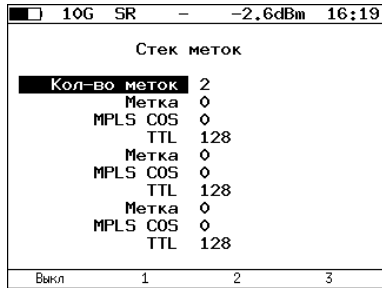 10G SR – –2.6dBm 16:19
Стек меток
Кол–во меток 2
Метка 0
MPLS COS 0
TTL 128
Метка 0
MPLS COS 0
TTL 128
Метка 0
MPLS COS 0
TTL 128
Выкл 1 2 3